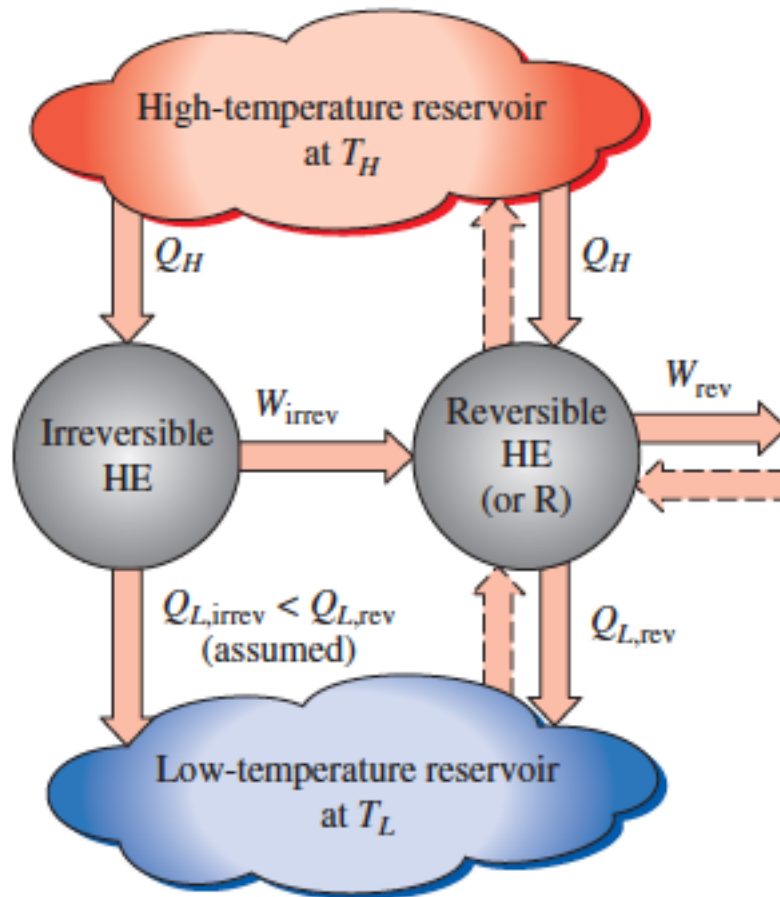 High-temperature reservoir
at T_H
Q_H
Q_H
W_irrev
W_rev
Irreversible
HE
Reversible
HE
(or R)
Q_L,irrev < Q_L,rev
(assumed)
Q_L,rev
Low-temperature reservoir
at T_L